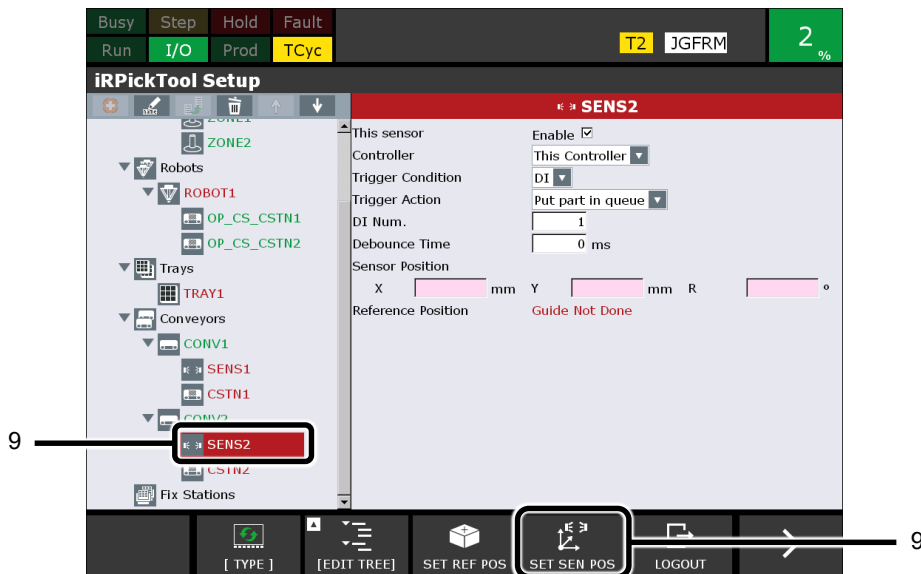 Busy Step Hold Fault
Run I/O Prod TCyc
T2 JGFRM 2 %
iRPickTool Setup
SENS2
ZONE1
ZONE2
Robots
ROBOT1
OP_CS_CSTN1
OP_CS_CSTN2
Trays
TRAY1
Conveyors
CONV1
SENS1
CSTN1
CONV2
SENS2
CSTN2
Fix Stations
This sensor Enable
Controller This Controller
Trigger Condition DI
Trigger Action Put part in queue
DI Num. 1
Debounce Time 0 ms
Sensor Position
X mm Y mm R °
Reference Position Guide Not Done
9
9
[ TYPE ] [EDIT TREE] SET REF POS SET SEN POS LOGOUT